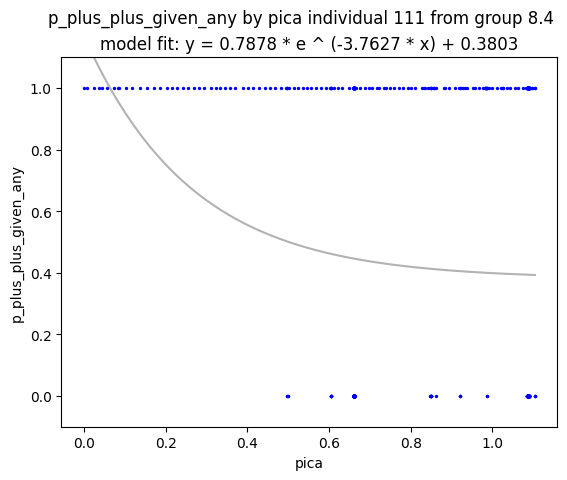 p_plus_plus_given_any by pica individual 111 from group 8.4
model fit: y = 0.7878 * e ^ (-3.7627 * x) + 0.3803
p_plus_plus_given_any
1.0
0.8
0.6
0.4
0.2
0.0
0.0 0.2 0.4 0.6 0.8 1.0
pica